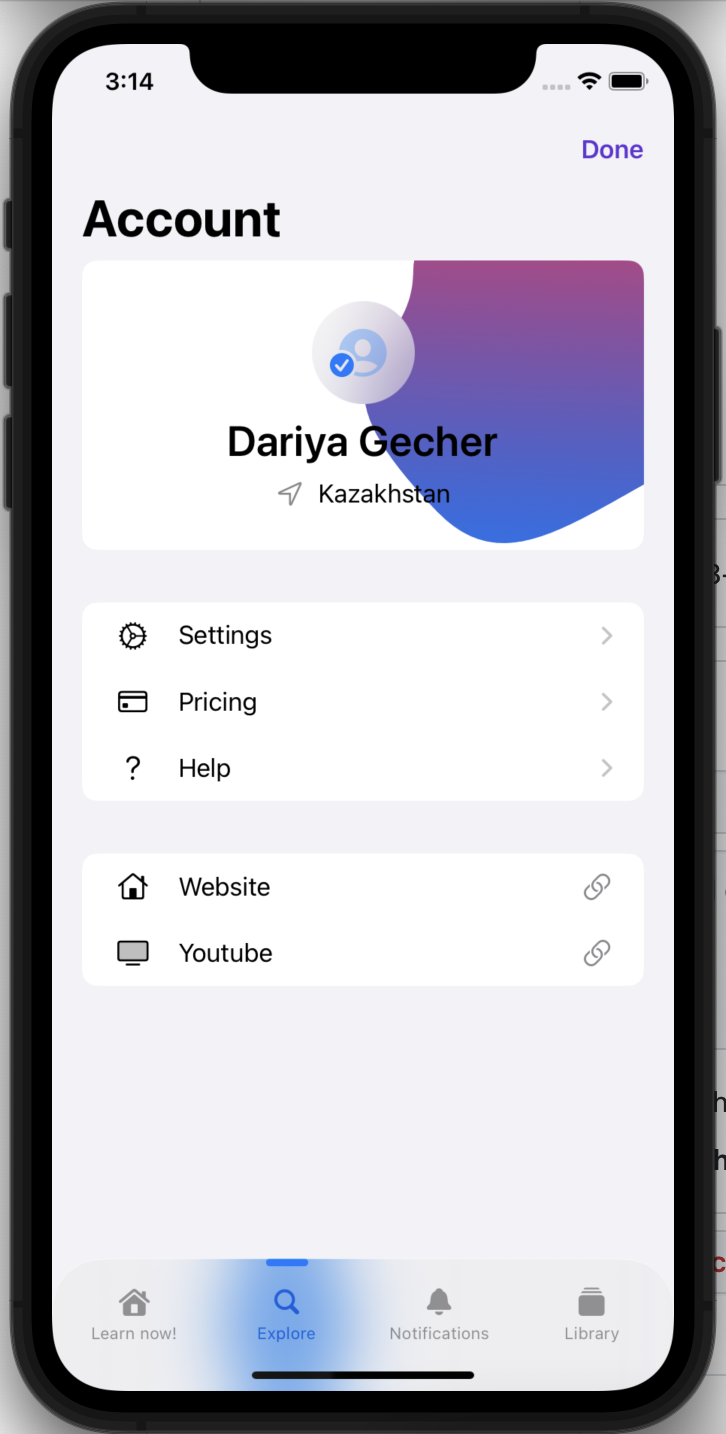 3:14
Done
Account
Dariya Gecher
Kazakhstan
Settings
Pricing
? Help
Website
Youtube
Learn now!
Explore
Notifications
Library